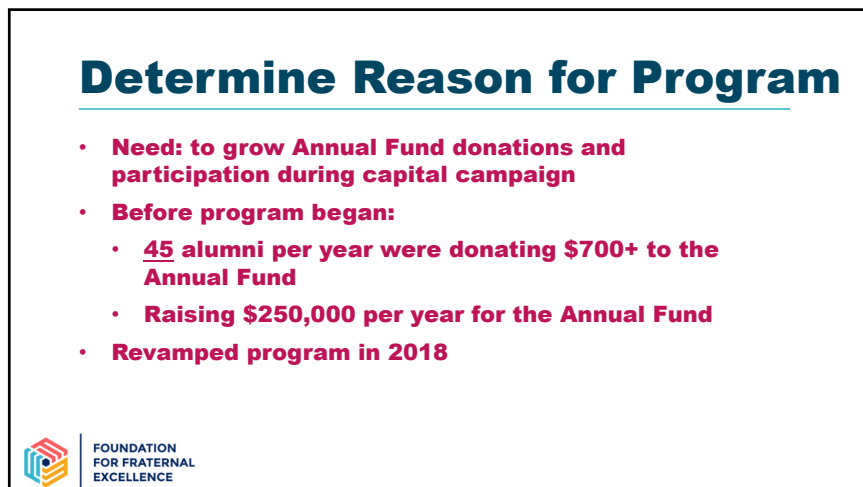 Determine Reason for Program
• Need: to grow Annual Fund donations and
participation during capital campaign
• Before program began:
• 45 alumni per year were donating $700+ to the
Annual Fund
• Raising $250,000 per year for the Annual Fund
• Revamped program in 2018
FOUNDATION
FOR FRATERNAL
EXCELLENCE